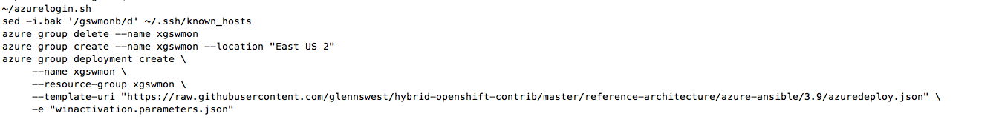 ~/azurelogin.sh
sed -i.bak '/gswmonb/d' ~/.ssh/known_hosts
azure group delete --name xgswmon
azure group create --name xgswmon --location "East US 2"
azure group deployment create \
     --name xgswmon \
     --resource-group xgswmon \
     --template-uri "https://raw.githubusercontent.com/glennswest/hybrid-openshift-contrib/master/reference-architecture/azure-ansible/3.9/azuredeploy.json" \
     -e "winactivation.parameters.json"